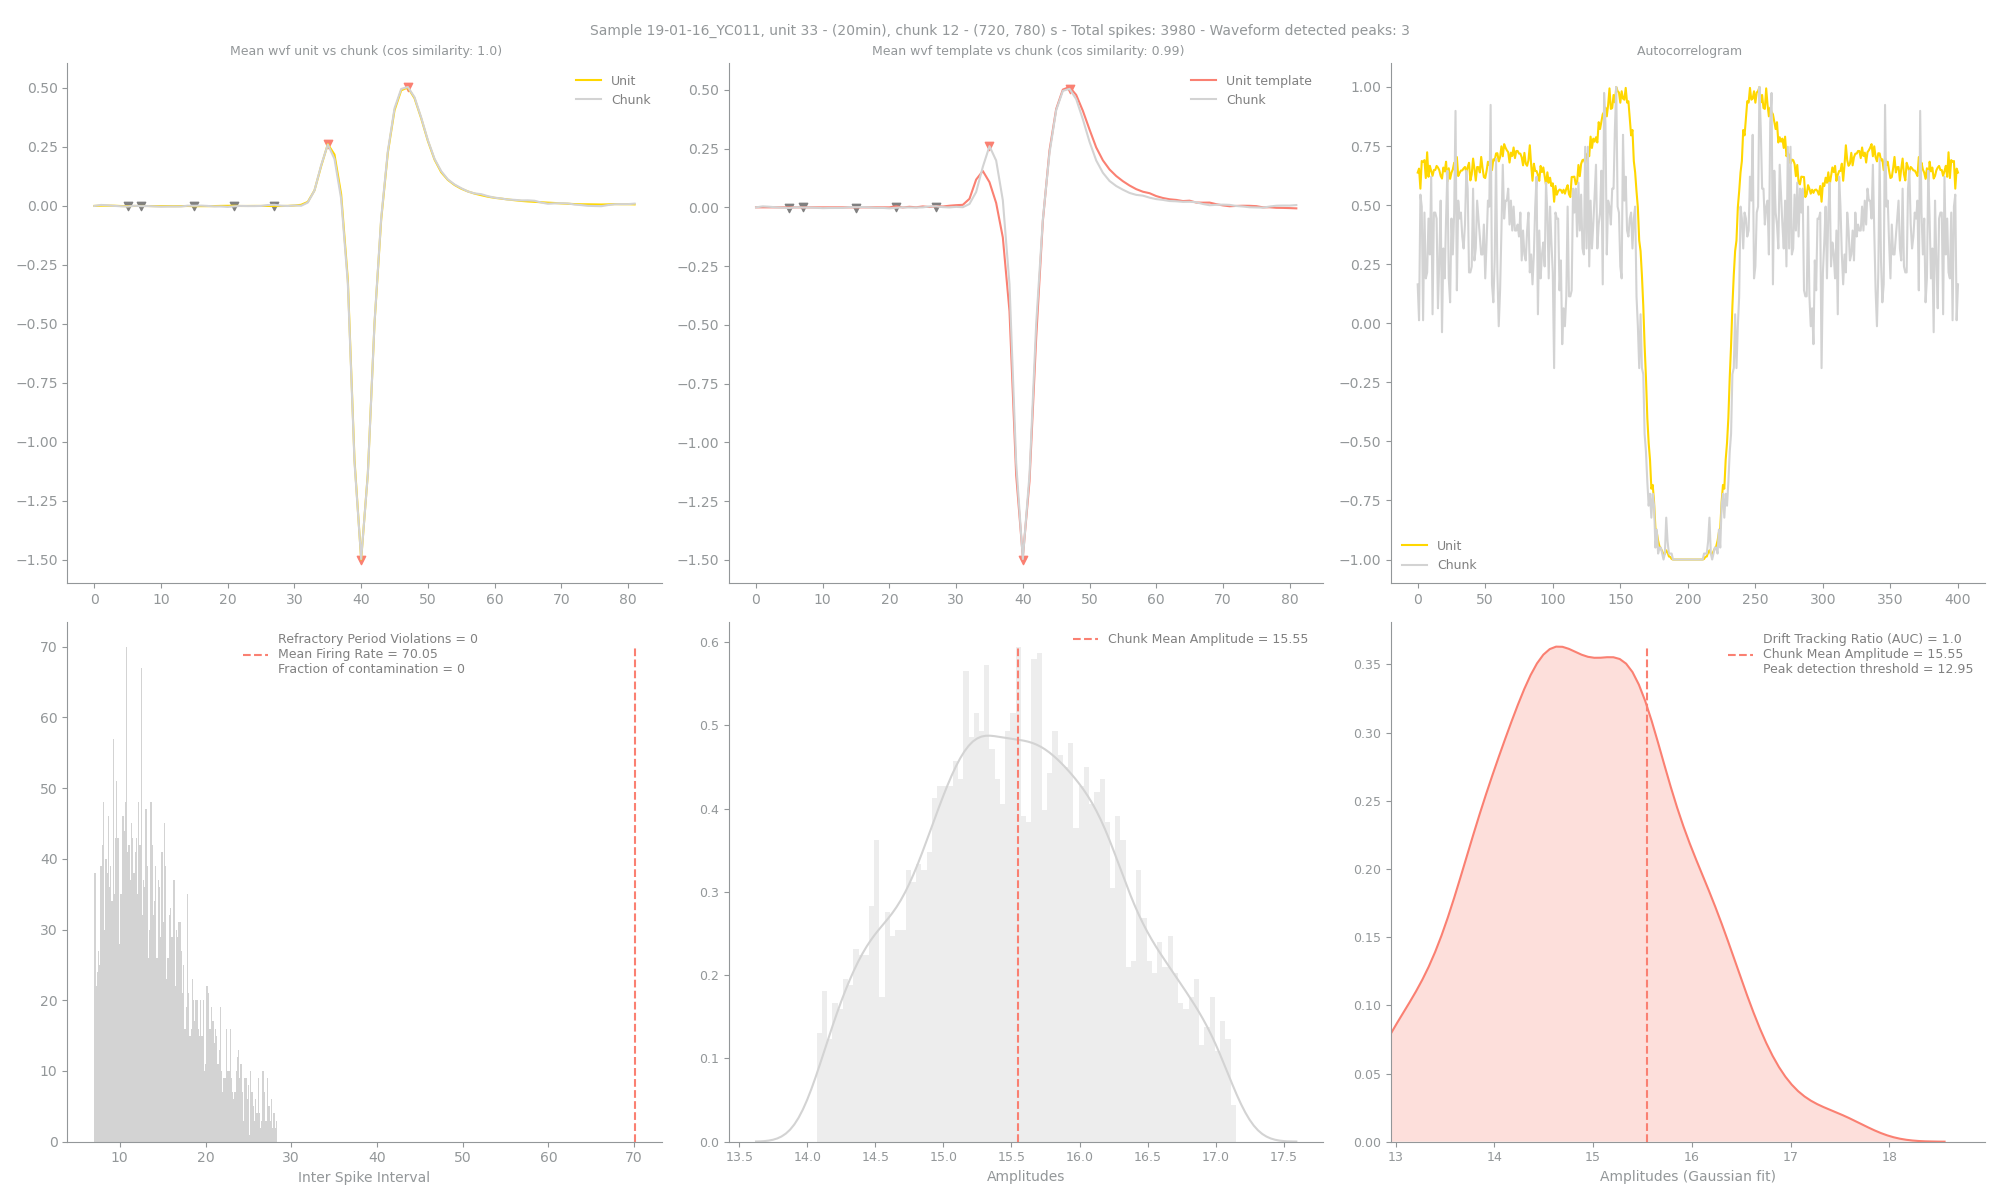 Sample 19-01-16_YC011, unit 33 - (20min), chunk 12 - (720, 780) s - Total spikes: 3980 - Waveform detected peaks: 3
Mean wvf unit vs chunk (cos similarity: 1.0)
0.50
0.25
0.00
−0.25
−0.50
−0.75
−1.00
−1.25
−1.50
0 10 20 30 40 50 60 70 80
Unit
Chunk
Mean wvf template vs chunk (cos similarity: 0.99)
0.50
0.25
0.00
−0.25
−0.50
−0.75
−1.00
−1.25
−1.50
0 10 20 30 40 50 60 70 80
Unit template
Chunk
Autocorrelogram
1.00
0.75
0.50
0.25
0.00
−0.25
−0.50
−0.75
−1.00
0 50 100 150 200 250 300 350 400
Unit
Chunk
70
60
50
40
30
20
10
0
10 20 30 40 50 60 70
Inter Spike Interval
Refractory Period Violations = 0
Mean Firing Rate = 70.05
Fraction of contamination = 0
0.6
0.5
0.4
0.3
0.2
0.1
0.0
13.5 14.0 14.5 15.0 15.5 16.0 16.5 17.0 17.5
Amplitudes
Chunk Mean Amplitude = 15.55
0.35
0.30
0.25
0.20
0.15
0.10
0.05
0.00
13 14 15 16 17 18
Amplitudes (Gaussian fit)
Drift Tracking Ratio (AUC) = 1.0
Chunk Mean Amplitude = 15.55
Peak detection threshold = 12.95